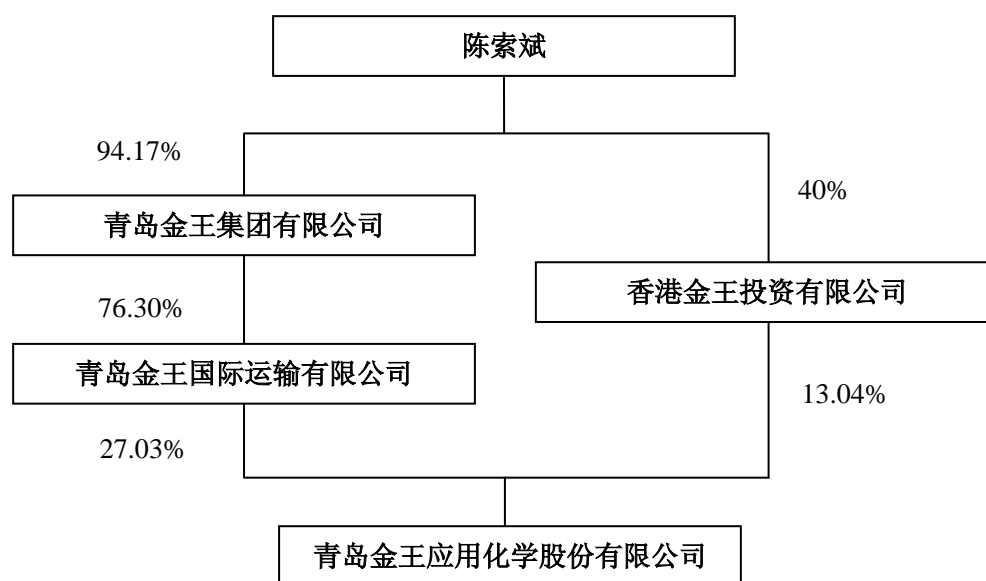 陈索斌
94.17%
40%
青岛金王集团有限公司
香港金王投资有限公司
76.30%
青岛金王国际运输有限公司
13.04%
27.03%
青岛金王应用化学股份有限公司